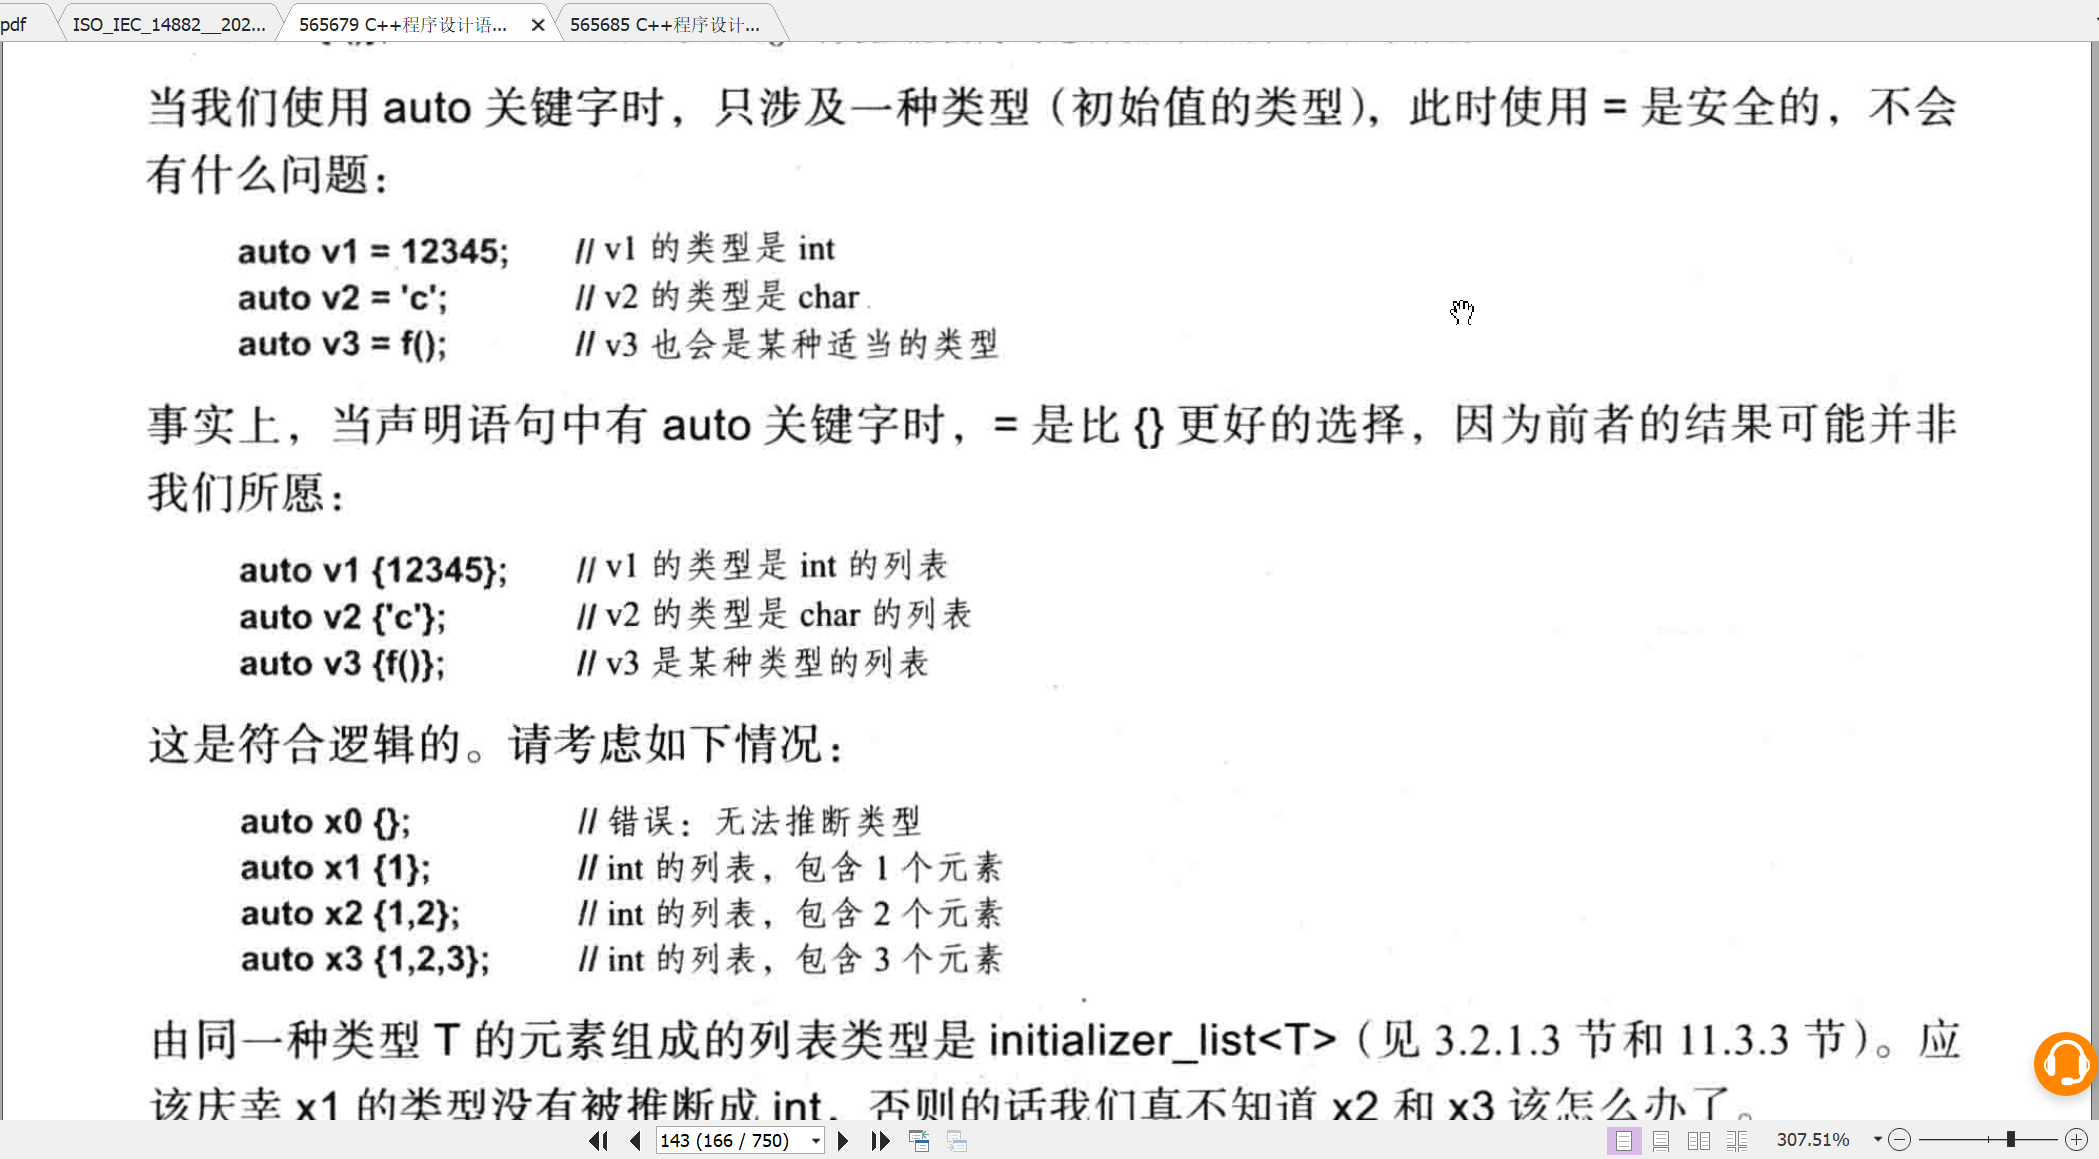 pdf
ISO_IEC_14882__202...
565679 C++程序设计语...
565685 C++程序设计...
当我们使用 auto 关键字时，只涉及一种类型（初始值的类型），此时使用 = 是安全的，不会
有什么问题：
auto v1 = 12345; // v1 的类型是 int
auto v2 = 'c'; // v2 的类型是 char
auto v3 = f(); // v3 也会是某种适当的类型
事实上，当声明语句中有 auto 关键字时，= 是比 {} 更好的选择，因为前者的结果可能并非
我们所愿：
auto v1 {12345}; // v1 的类型是 int 的列表
auto v2 {'c'}; // v2 的类型是 char 的列表
auto v3 {f()}; // v3 是某种类型的列表
这是符合逻辑的。请考虑如下情况：
auto x0 {}; // 错误：无法推断类型
auto x1 {1}; // int 的列表，包含 1 个元素
auto x2 {1,2}; // int 的列表，包含 2 个元素
auto x3 {1,2,3}; // int 的列表，包含 3 个元素
由同一种类型 T 的元素组成的列表类型是 initializer_list<T>（见 3.2.1.3 节和 11.3.3 节）。应
该庆幸 x1 的类型没有被推断成 int，否则的话我们真不知道 x2 和 x3 该怎么办了。
143 (166 / 750)
307.51%